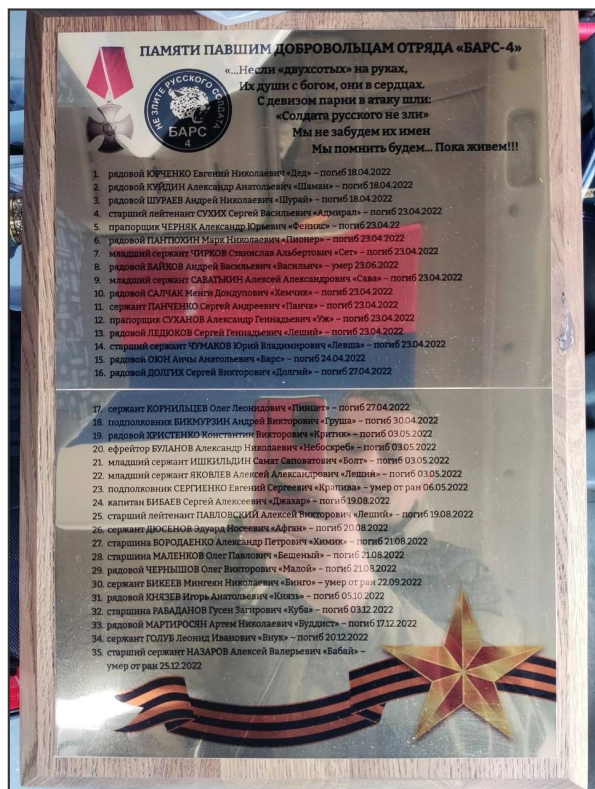 ПАМЯТИ ПАВШИМ ДОБРОВОЛЬЦАМ ОТРЯДА «БАРС-4»
«...Несли «двухсотых» на руках,
Их души с богом, они в сердцах.
С девизом парни в атаку шли:
«Солдата русского не зли»
Мы не забудем их имен
Мы помнить будем... Пока живем!!!
НЕ ЗЛИТЕ РУССКОГО СОЛДАТА
БАРС
4
1. рядовой ЮРЧЕНКО Евгений Николаевич «Дед» – погиб 18.04.2022
2. рядовой КУЙДИН Александр Анатольевич «Шаман» – погиб 18.04.2022
3. рядовой ШУРАЕВ Андрей Николаевич «Шурай» – погиб 18.04.2022
4. старший лейтенант СУХИХ Сергей Васильевич «Адмирал» – погиб 23.04.2022
5. прапорщик ЧЕРНЯК Александр Юрьевич «Феникс» – погиб 23.04.22
6. рядовой ПАНТЮХИН Марк Николаевич «Пионер» – погиб 23.04.2022
7. младший сержант ЧИРКОВ Станислав Альбертович «Сет» – погиб 23.04.2022
8. рядовой БАЙКОВ Андрей Васильевич «Васильич» – умер 23.06.2022
9. младший сержант САВАТЬКИН Алексей Александрович «Сава» – погиб 23.04.2022
10. рядовой САЛЧАК Менги Дондупович «Хемчик» – погиб 23.04.2022
11. сержант ПАНЧЕНКО Сергей Андреевич «Панча» – погиб 23.04.2022
12. прапорщик СУХАНОВ Александр Геннадьевич «Уж» – погиб 23.04.2022
13. рядовой ЛЕДЮКОВ Сергей Геннадьевич «Леший» – погиб 23.04.2022
14. старший сержант ЧУМАКОВ Юрий Владимирович «Левша» – погиб 23.04.2022
15. рядовой ОЮН Анчы Анатольевич «Барс» – погиб 24.04.2022
16. рядовой ДОЛГИХ Сергей Викторович «Долгий» – погиб 27.04.2022
17. сержант КОРНИЛЬЦЕВ Олег Леонидович «Пинцет» – погиб 27.04.2022
18. подполковник БИКМУРЗИН Андрей Викторович «Груша» – погиб 30.04.2022
19. рядовой ХРИСТЕНКО Константин Викторович «Критик» – погиб 03.05.2022
20. ефрейтор БУЛАНОВ Александр Николаевич «Небоскреб» – погиб 03.05.2022
21. младший сержант ИШКИЛЬДИН Самат Саповатович «Болт» – погиб 03.05.2022
22. младший сержант ЯКОВЛЕВ Алексей Александрович «Леший» – погиб 03.05.2022
23. подполковник СЕРГИЕНКО Евгений Сергеевич «Крапива» – умер от ран 06.05.2022
24. капитан БИБАЕВ Сергей Алексеевич «Джахар» – погиб 19.08.2022
25. старший лейтенант ПАВЛОВСКИЙ Алексей Викторович «Леший» – погиб 19.08.2022
26. сержант ДЮСЕНОВ Эдуард Носеевич «Афган» – погиб 20.08.2022
27. старшина БОРОДАЕНКО Александр Петрович «Химик» – погиб 21.08.2022
28. старшина МАЛЕНКОВ Олег Павлович «Бешеный» – погиб 21.08.2022
29. рядовой ЧЕРНЫШОВ Олег Викторович «Малой» – погиб 21.08.2022
30. сержант БИКЕЕВ Мингеян Николаевич «Бинго» – умер от ран 22.09.2022
31. рядовой КНЯЗЕВ Игорь Анатольевич «Князь» – погиб 05.10.2022
32. старшина РАБАДАНОВ Гусен Загирович «Куба» – погиб 03.12.2022
33. рядовой МАРТИРОСЯН Артем Николаевич «Буддист» – погиб 17.12.2022
34. сержант ГОЛУБ Леонид Иванович «Внук» – погиб 20.12.2022
35. старший сержант НАЗАРОВ Алексей Валерьевич «Бабай» –
умер от ран 25.12.2022